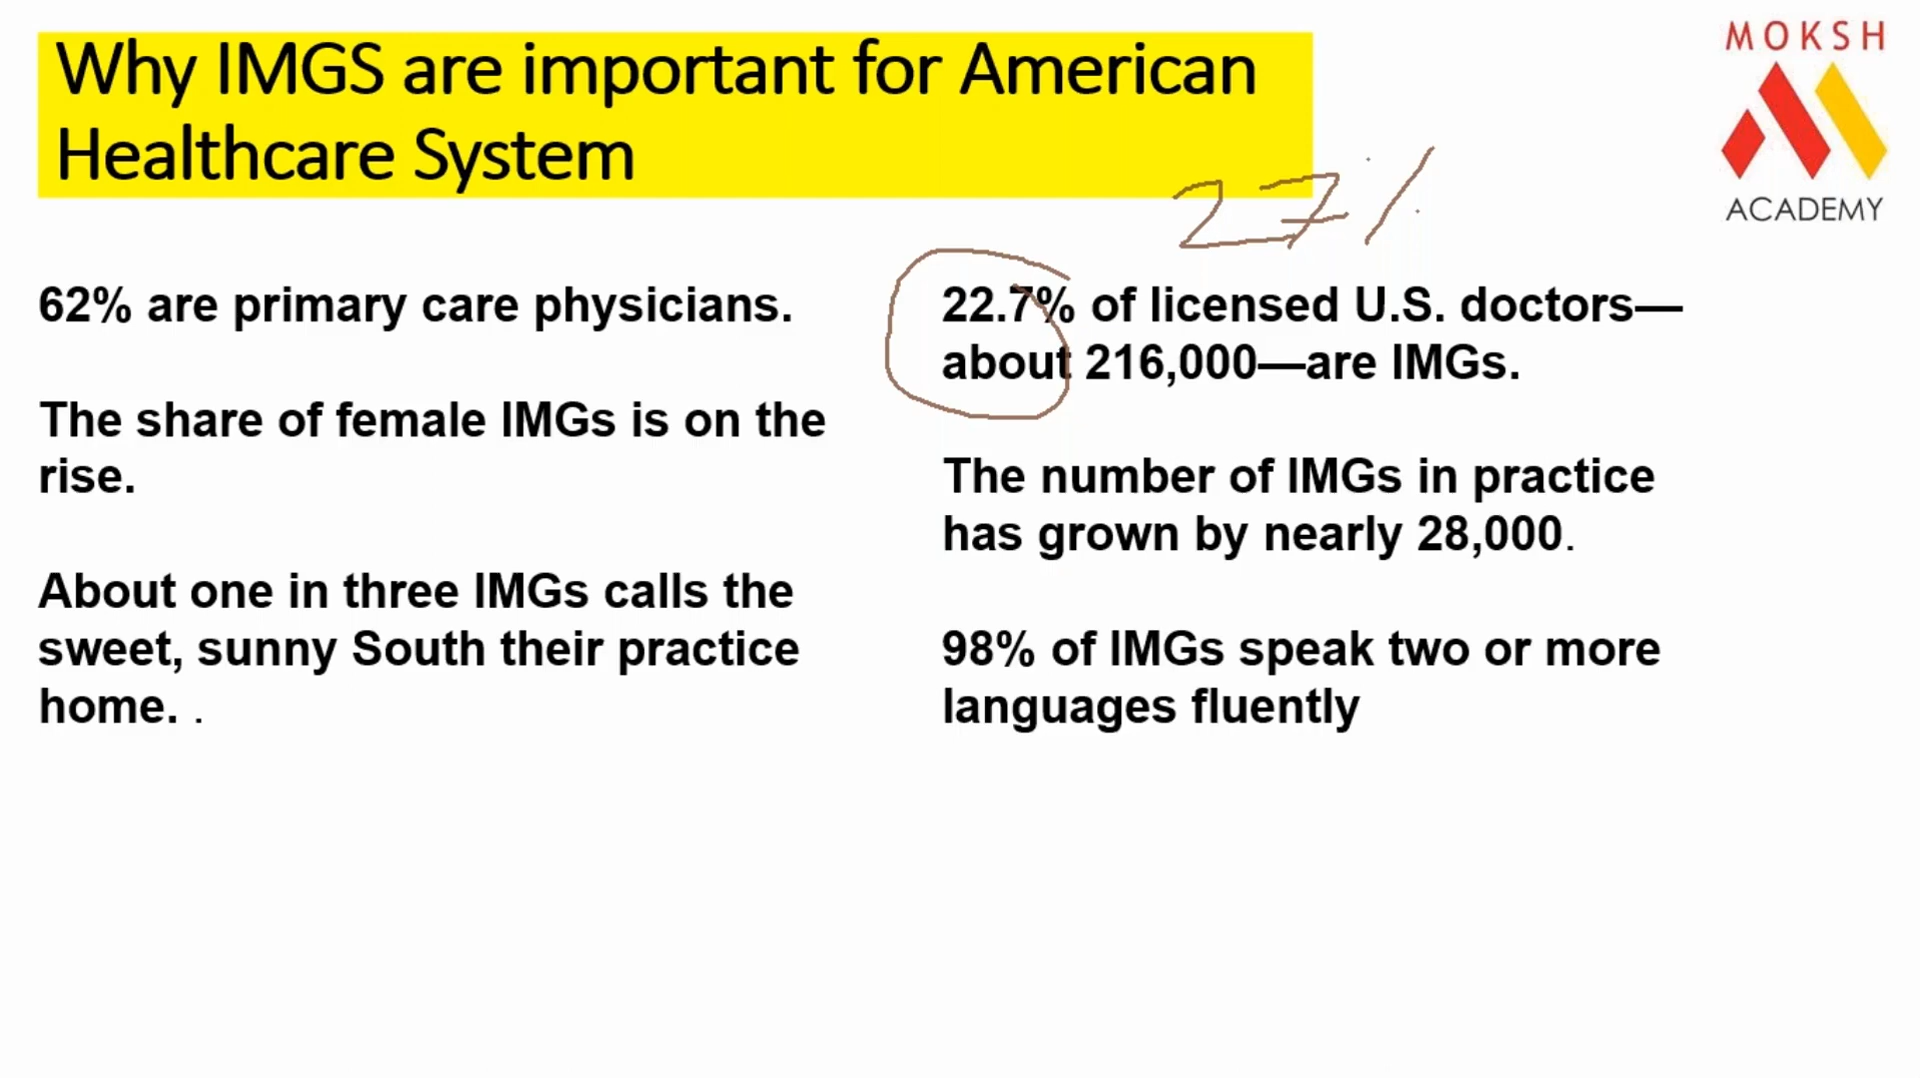 Why IMGS are important for American
Healthcare System
MOKSH
ACADEMY
27%
62% are primary care physicians.
The share of female IMGs is on the
rise.
About one in three IMGs calls the
sweet, sunny South their practice
home. .
22.7% of licensed U.S. doctors—
about 216,000—are IMGs.
The number of IMGs in practice
has grown by nearly 28,000.
98% of IMGs speak two or more
languages fluently